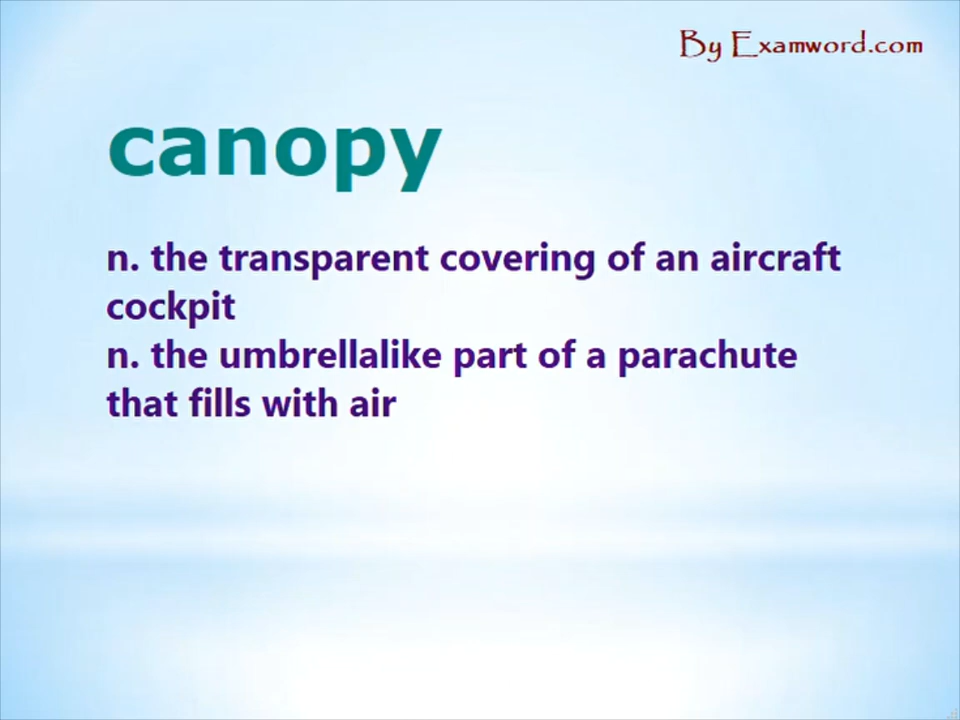 By Examword.com
canopy
n. the transparent covering of an aircraft
cockpit
n. the umbrellalike part of a parachute
that fills with air